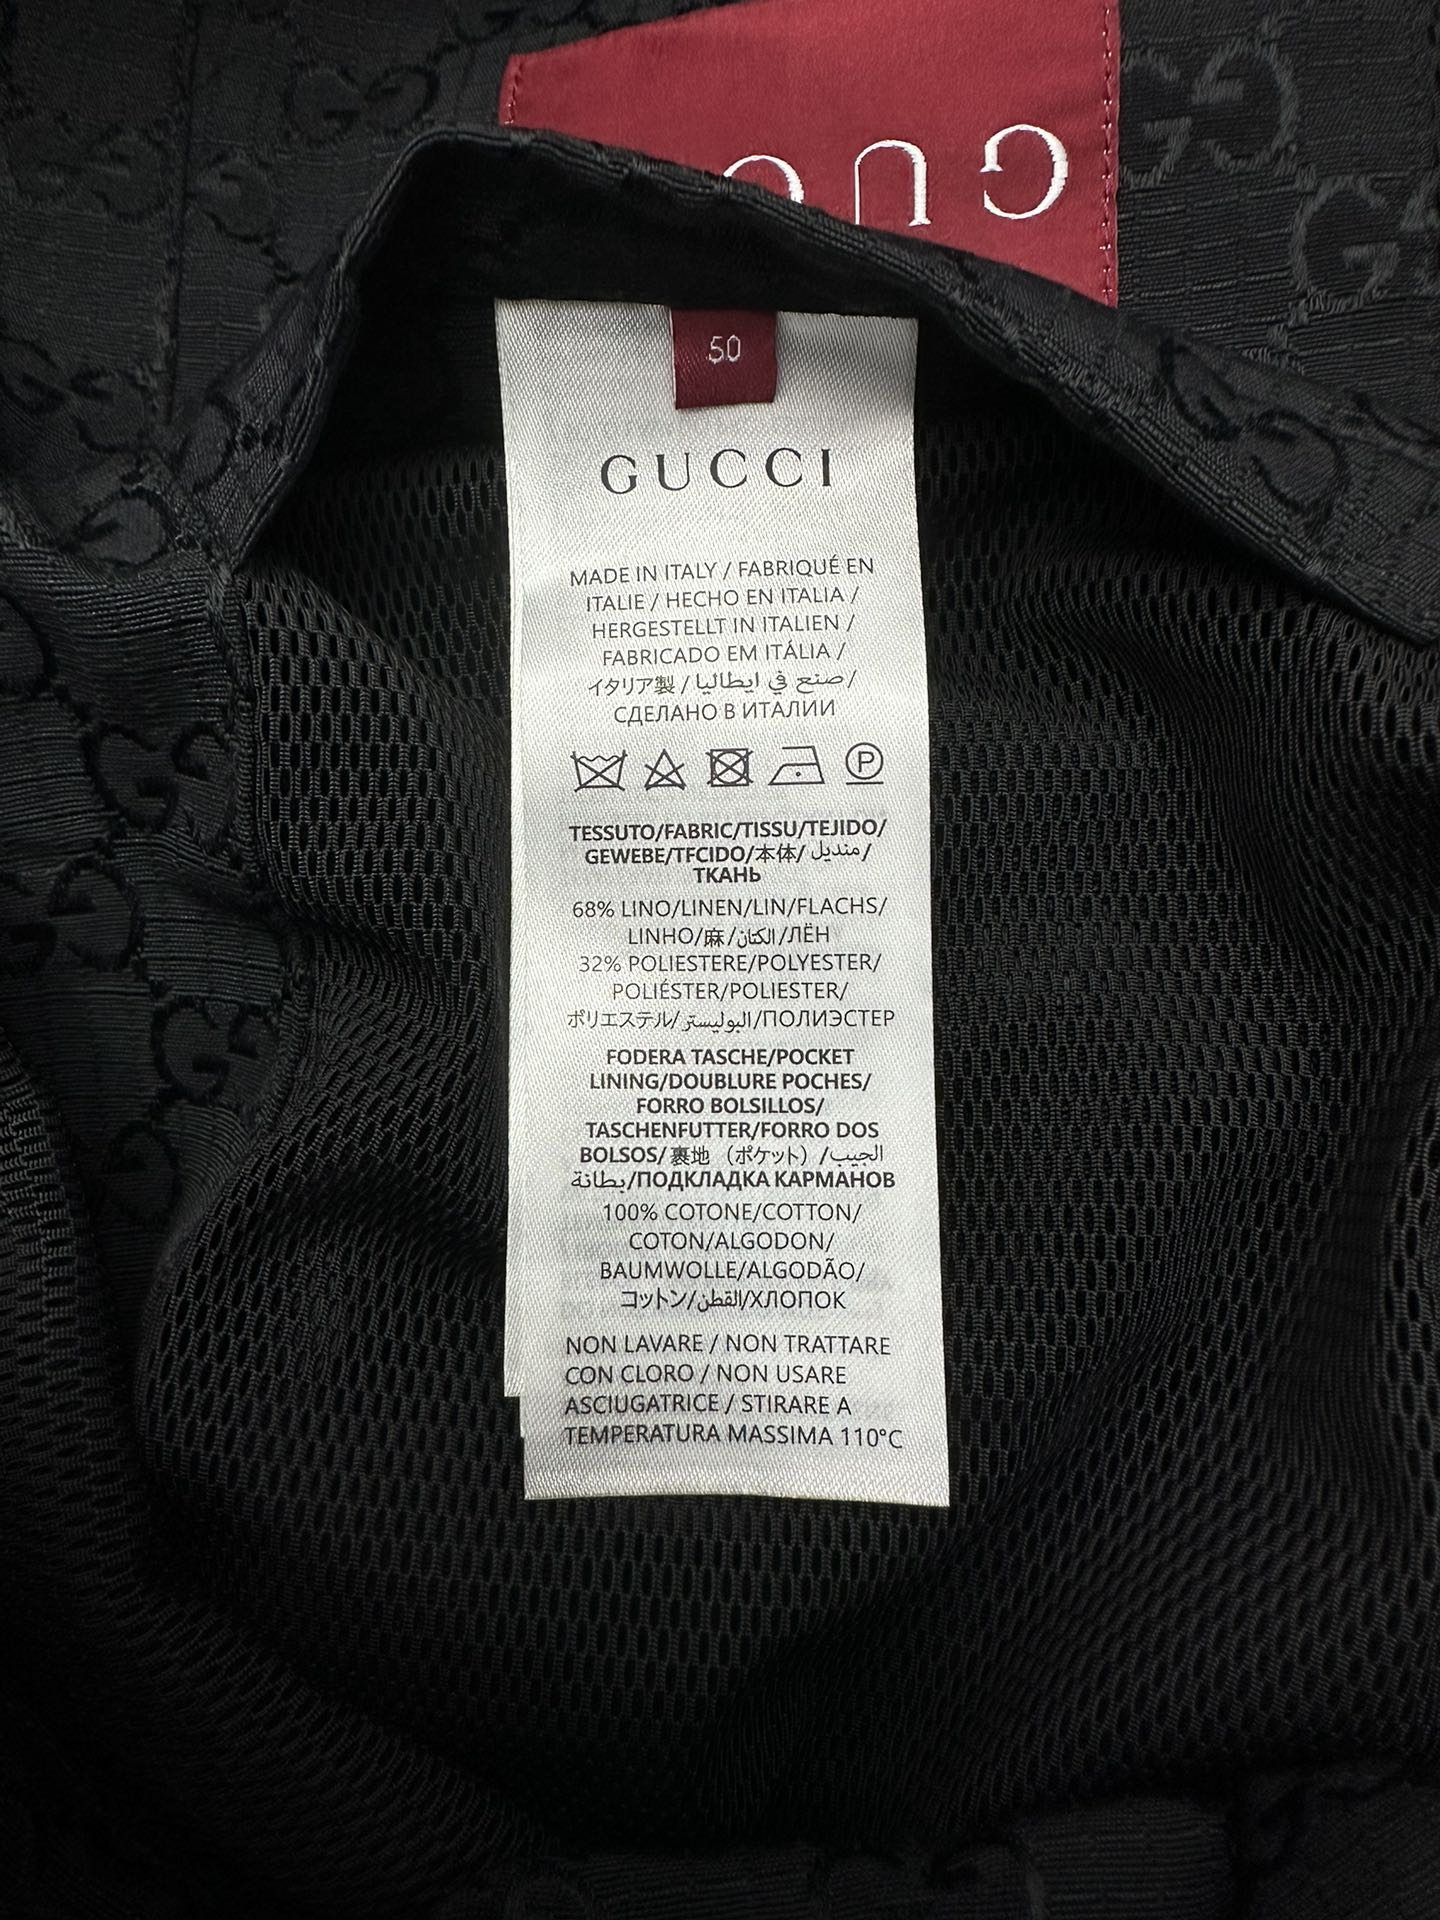 GUC
50
GUCCI
MADE IN ITALY / FABRIQUÉ EN
ITALIE / HECHO EN ITALIA /
HERGESTELLT IN ITALIEN /
FABRICADO EM ITÁLIA /
イタリア製 / صنع في ايطاليا /
СДЕЛАНО В ИТАЛИИ
P
TESSUTO/FABRIC/TISSU/TEJIDO/
GEWEBE/TFCIDO/本体/ منديل /
ТКАНЬ
68% LINO/LINEN/LIN/FLACHS/
LINHO/麻/الكتان/ЛЁН
32% POLIESTERE/POLYESTER/
POLIÉSTER/POLIESTER/
ポリエステル/البوليستر/ПОЛИЭСТЕР
FODERA TASCHE/POCKET
LINING/DOUBLURE POCHES/
FORRO BOLSILLOS/
TASCHENFUTTER/FORRO DOS
BOLSOS/裏地 (ポケット) /الجيب
بطانة/ПОДКЛАДКА КАРМАНОВ
100% COTONE/COTTON/
COTON/ALGODON/
BAUMWOLLE/ALGODÃO/
コットン/القطن/ХЛОПОК
NON LAVARE / NON TRATTARE
CON CLORO / NON USARE
ASCIUGATRICE / STIRARE A
TEMPERATURA MASSIMA 110°C